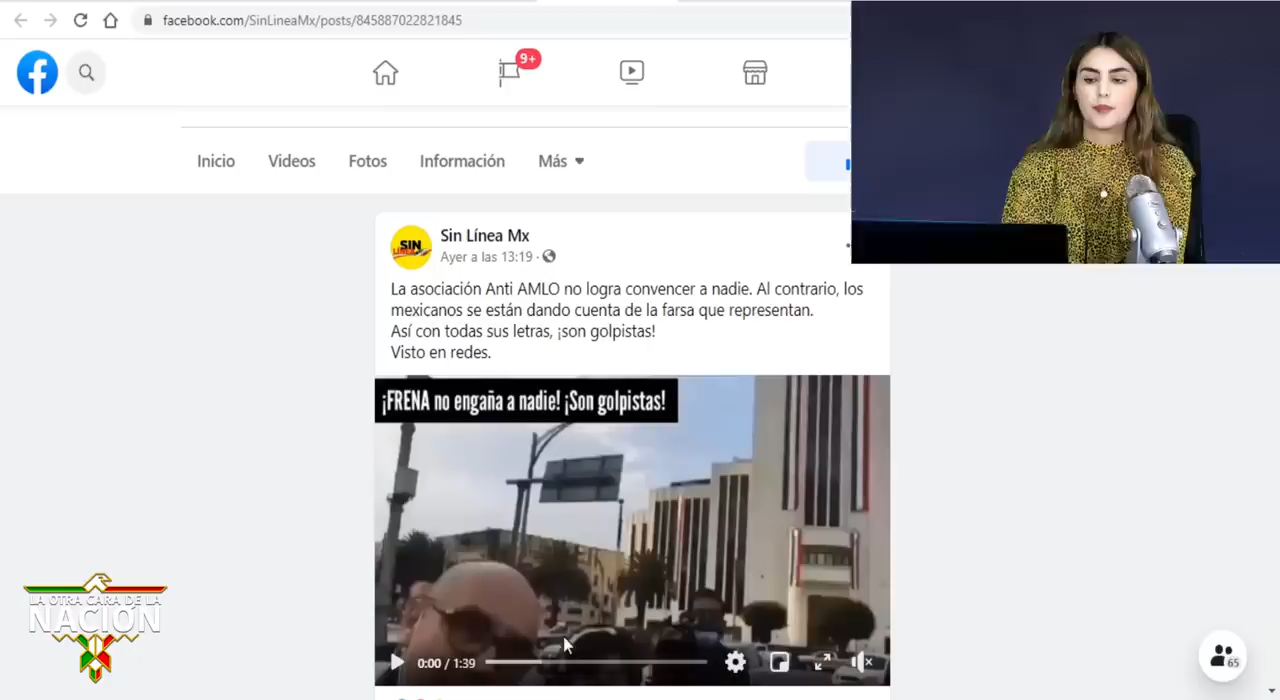 facebook.com/SinLineaMx/posts/845887022821845
9+
Inicio
Videos
Fotos
Información
Más
SIN
LÍNEA MX
Sin Línea Mx
Ayer a las 13:19 ·
La asociación Anti AMLO no logra convencer a nadie. Al contrario, los
mexicanos se están dando cuenta de la farsa que representan.
Así con todas sus letras, ¡son golpistas!
Visto en redes.
¡FRENA no engaña a nadie! ¡Son golpistas!
0:00 / 1:39
LA OTRA CARA DE LA
NACIÓN
65